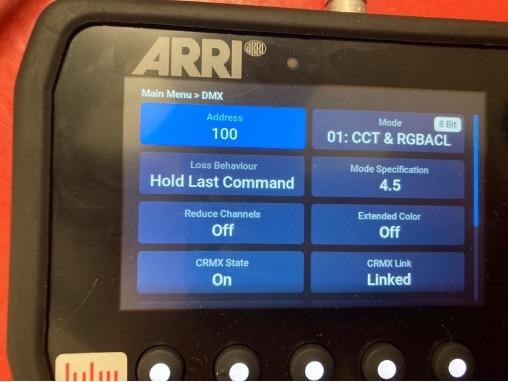 ARRI ARRI
Main Menu > DMX
Address
100
Mode
8 Bit
01: CCT & RGBACL
Loss Behaviour
Hold Last Command
Mode Specification
4.5
Reduce Channels
Off
Extended Color
Off
CRMX State
On
CRMX Link
Linked